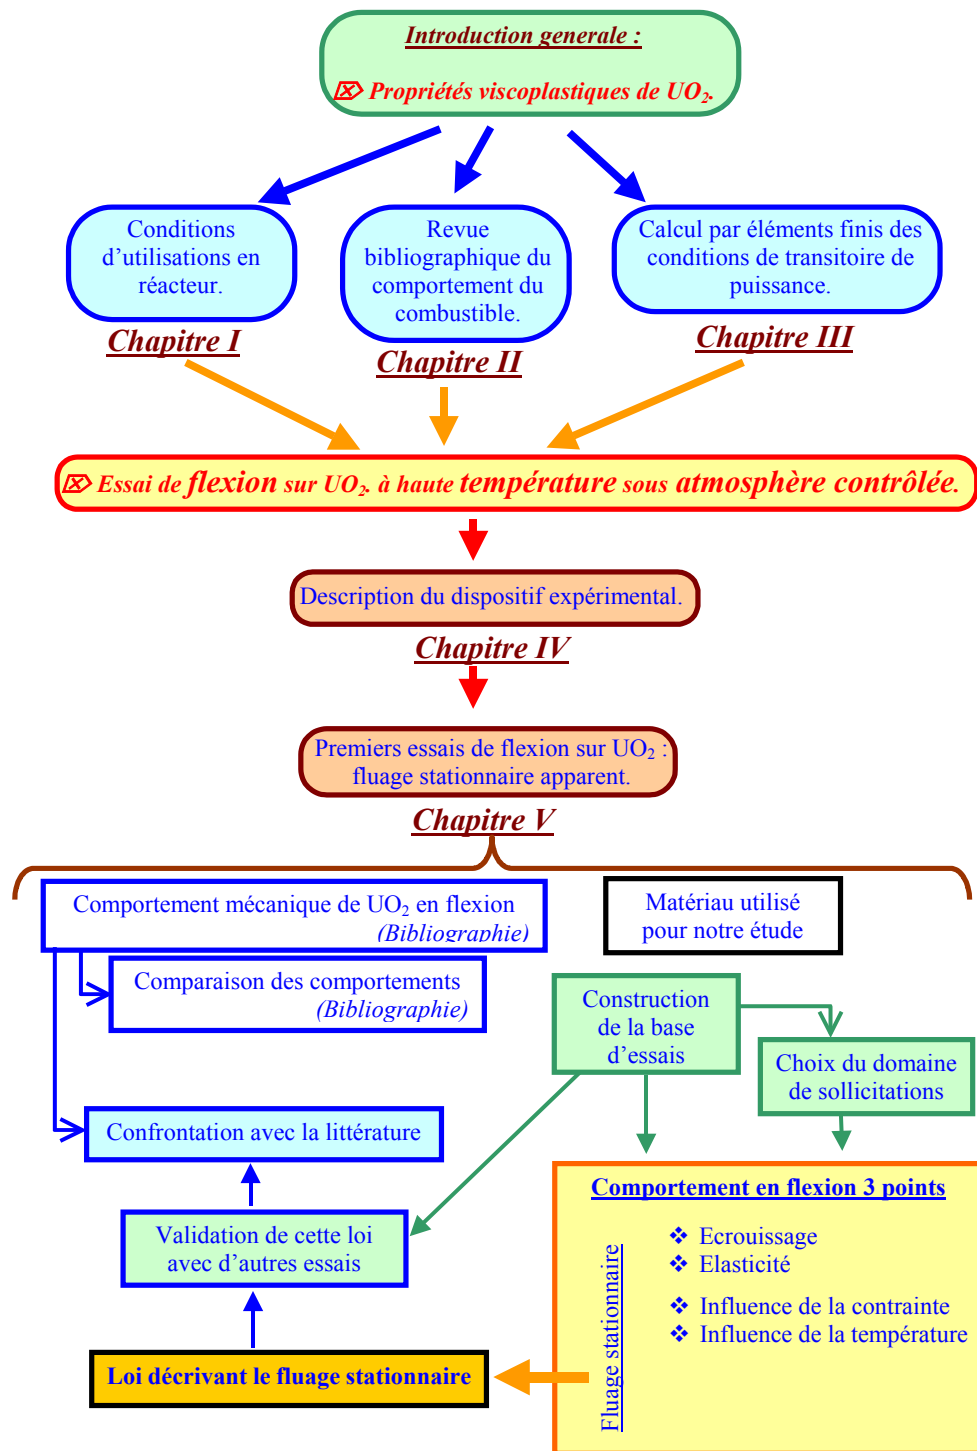 Introduction generale :
Propriétés viscoplastiques de UO2.
Conditions
d'utilisations en
réacteur.
Chapitre I
Revue
bibliographique du
comportement du
combustible.
Chapitre II
Calcul par éléments finis des
conditions de transitoire de
puissance.
Chapitre III
Essai de flexion sur UO2. à haute température sous atmosphère contrôlée.
Description du dispositif expérimental.
Chapitre IV
Premiers essais de flexion sur UO2 :
fluage stationnaire apparent.
Chapitre V
Comportement mécanique de UO2 en flexion
(Bibliographie)
Comparaison des comportements
(Bibliographie)
Matériau utilisé
pour notre étude
Construction
de la base
d'essais
Choix du domaine
de sollicitations
Confrontation avec la littérature
Validation de cette loi
avec d'autres essais
Loi décrivant le fluage stationnaire
Comportement en flexion 3 points
Fluage stationnaire
❖ Ecrouissage
❖ Elasticité
❖ Influence de la contrainte
❖ Influence de la température